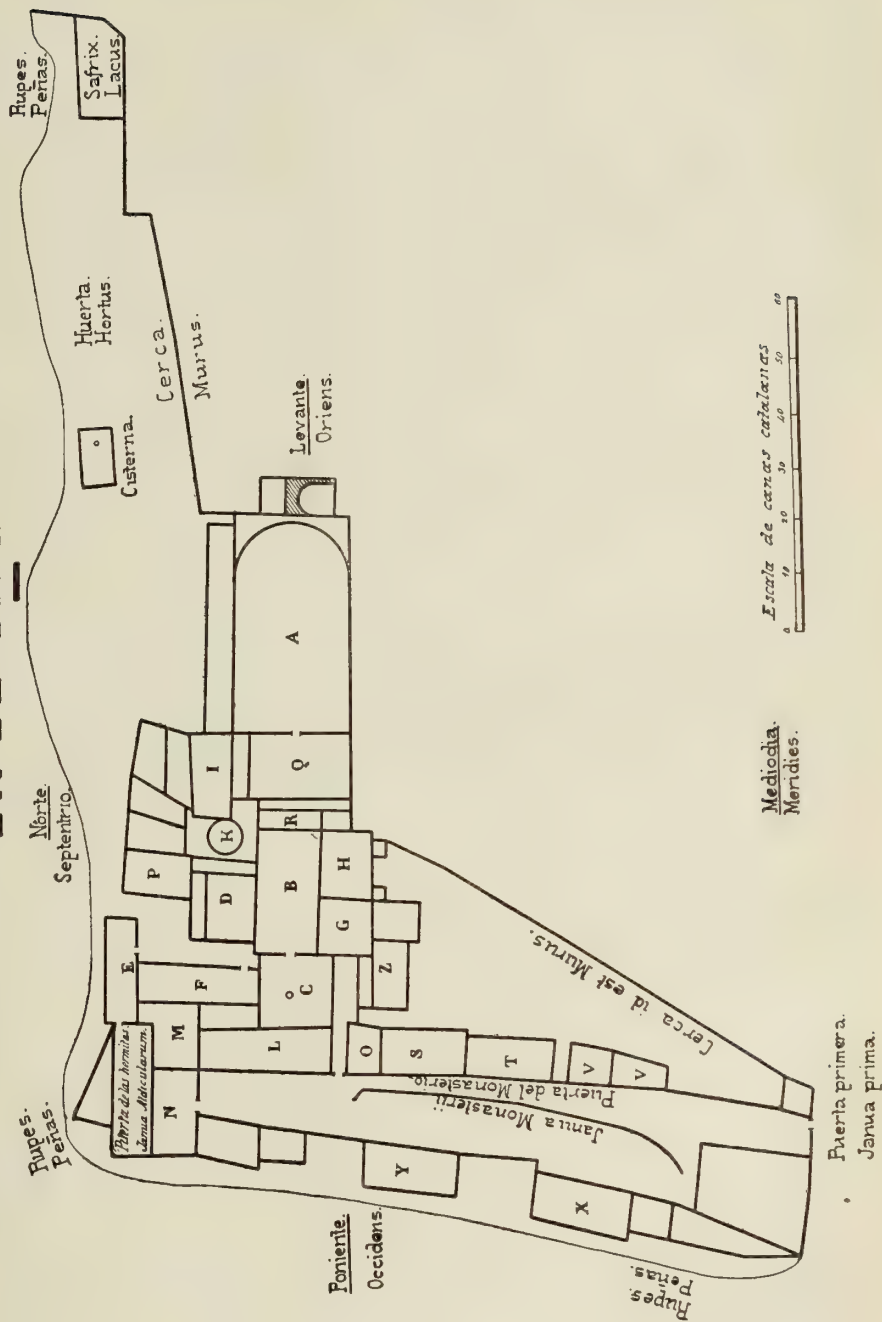 Rupes.
Peñas.
Safrix.
Lacus.
Huerta.
Hortus.
Cisterna.
Cerca.
Murus.
Levante.
Oriens.
Norte.
Septentrio.
A
I
Q
K
R
P
D
B
H
G
E
F
C
Z
M
L
O
S
T
V
V
N
Y
X
Puerta de las hermitas.
Janua Aldicularum.
Rupes.
Peñas.
Poniente.
Occidens.
Puerta del Monasterio.
Janua Monasterii
Cerca id est Murus.
Rupes.
Peñas.
Mediodia.
Meridies.
Escala de canas catalanas
0 10 20 30 40 50 60
Puerta primera.
Janua prima.